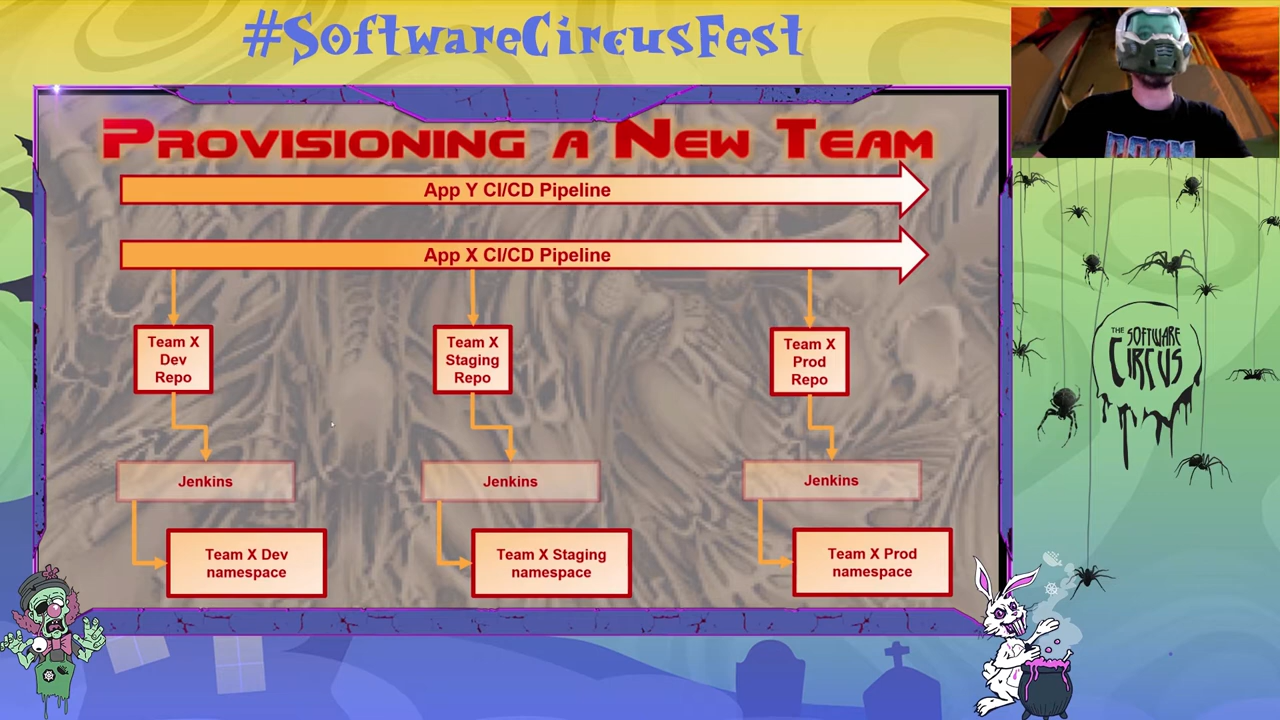 #SoftwareCircusFest
Provisioning a New Team
App Y CI/CD Pipeline
App X CI/CD Pipeline
Team X
Dev
Repo
Team X
Staging
Repo
Team X
Prod
Repo
Jenkins
Jenkins
Jenkins
Team X Dev
namespace
Team X Staging
namespace
Team X Prod
namespace
DOOM
THE SOFTWARE
CIRCUS